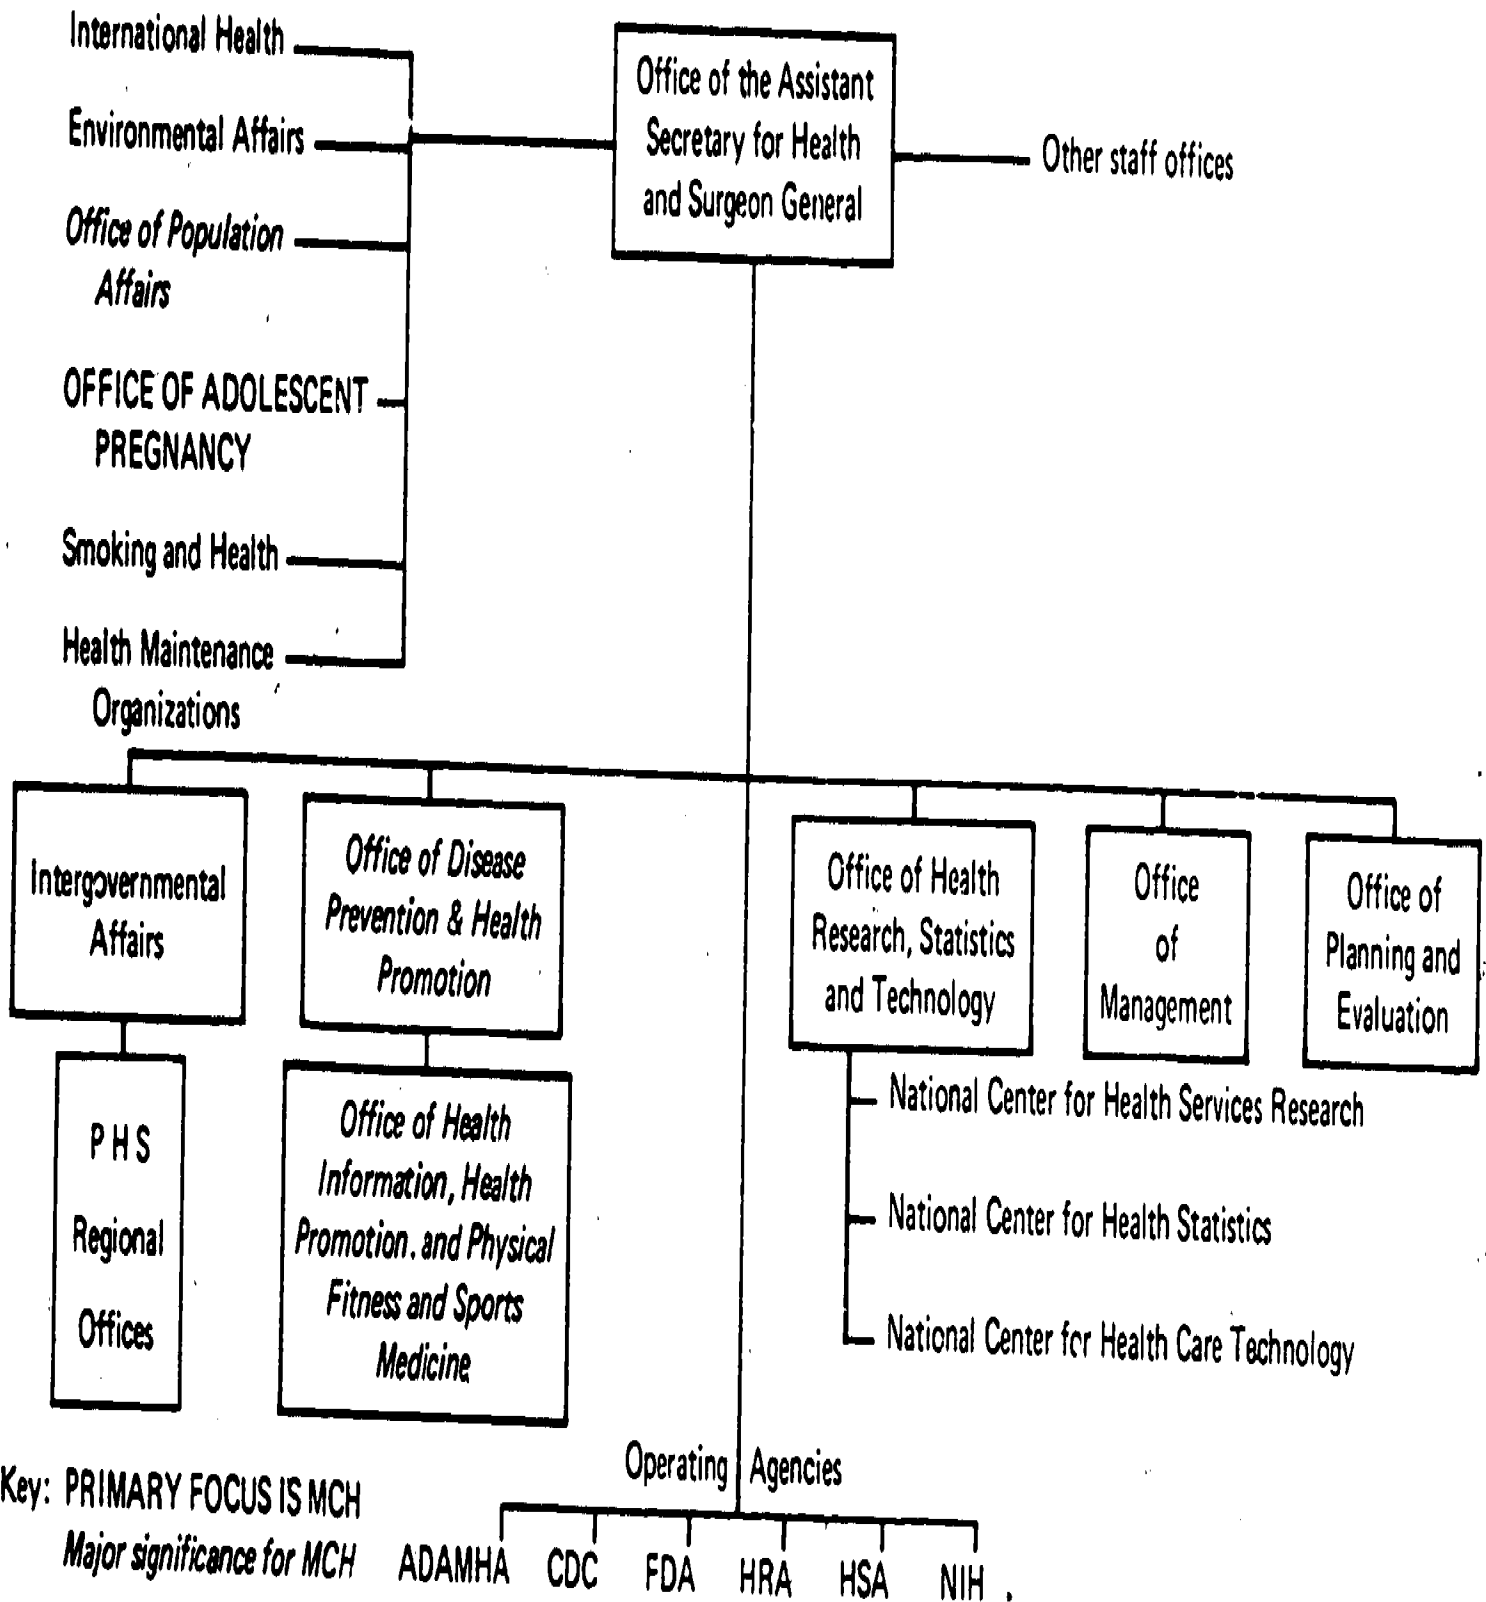 International Health
Environmental Affairs
Office of Population
Affairs
OFFICE OF ADOLESCENT
PREGNANCY
Smoking and Health
Health Maintenance
Organizations
Office of the Assistant
Secretary for Health
and Surgeon General
Other staff offices
Intergovernmental
Affairs
PHS
Regional
Offices
Office of Disease
Prevention & Health
Promotion
Office of Health
Information, Health
Promotion. and Physical
Fitness and Sports
Medicine
Office of Health
Research, Statistics
and Technology
National Center for Health Services Research
National Center for Health Statistics
National Center for Health Care Technology
Office
of
Management
Office of
Planning and
Evaluation
Operating Agencies
ADAMHA CDC FDA HRA HSA NIH .
Key: PRIMARY FOCUS IS MCH
Major significance for MCH